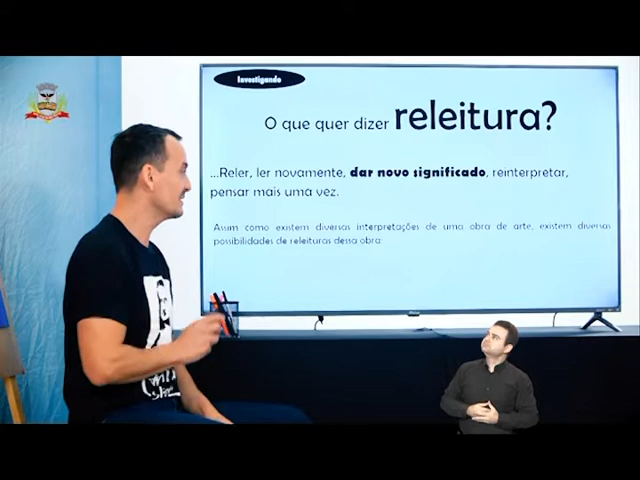 Investigando
O que quer dizer releitura?
...Reler, ler novamente, dar novo significado, reinterpretar,
pensar mais uma vez.
Assim como existem diversas interpretações de uma obra de arte, existem diversas
possibilidades de releituras dessa obra.